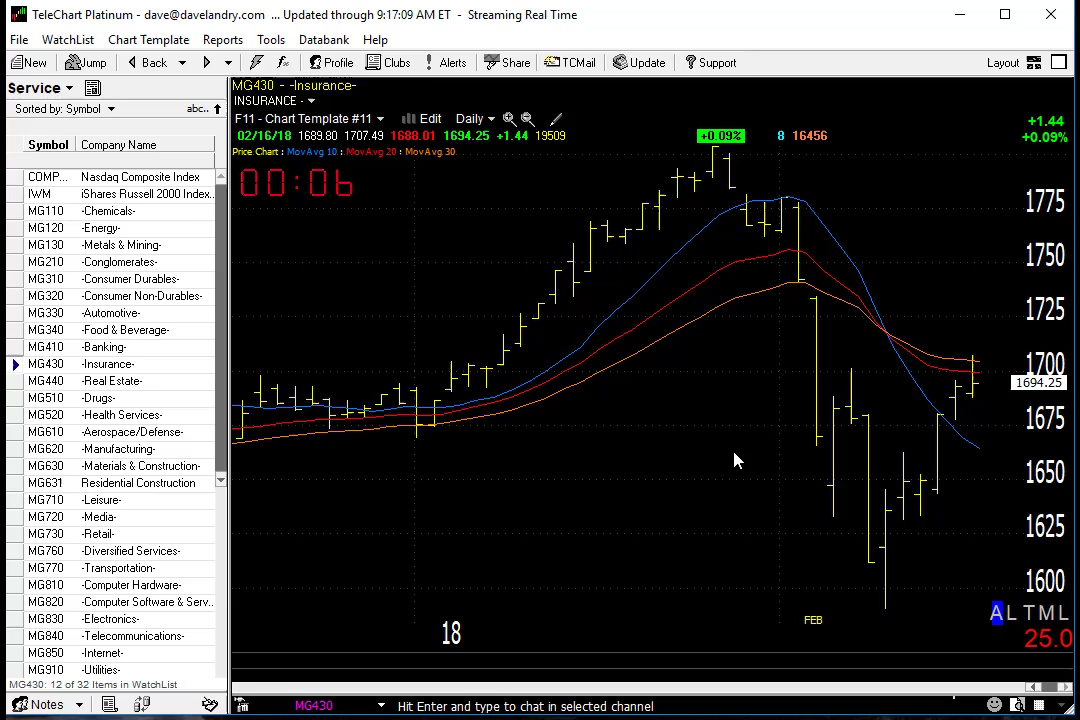 TeleChart Platinum - dave@davelandry.com ... Updated through 9:17:09 AM ET - Streaming Real Time
File WatchList Chart Template Reports Tools Databank Help
New Jump Back Profile Clubs Alerts Share TCMail Update Support Layout
Service
Sorted by: Symbol abc..
Symbol Company Name
COMP... Nasdaq Composite Index
IWM iShares Russell 2000 Index..
MG110 -Chemicals-
MG120 -Energy-
MG130 -Metals & Mining-
MG210 -Conglomerates-
MG310 -Consumer Durables-
MG320 -Consumer Non-Durables-
MG330 -Automotive-
MG340 -Food & Beverage-
MG410 -Banking-
MG430 -Insurance-
MG440 -Real Estate-
MG510 -Drugs-
MG520 -Health Services-
MG610 -Aerospace/Defense-
MG620 -Manufacturing-
MG630 -Materials & Construction-
MG631 Residential Construction
MG710 -Leisure-
MG720 -Media-
MG730 -Retail-
MG760 -Diversified Services-
MG770 -Transportation-
MG810 -Computer Hardware-
MG820 -Computer Software & Serv..
MG830 -Electronics-
MG840 -Telecommunications-
MG850 -Internet-
MG910 -Utilities-
MG430: 12 of 32 Items in WatchList
Notes
MG430 - -Insurance-
INSURANCE -
F11 - Chart Template #11 Edit Daily
02/16/18 1689.80 1707.49 1688.01 1694.25 +1.44 19509 +0.09% 8 16456
+1.44
+0.09%
Price Chart : MovAvg 10 : MovAvg 20 : MovAvg 30
00:06
1775
1750
1725
1700
1694.25
1675
1650
1625
1600
A L T M L
25.0
18
FEB
MG430 Hit Enter and type to chat in selected channel